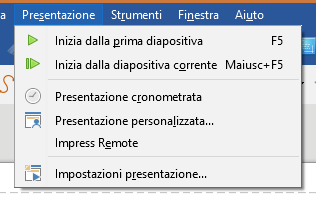 a Presentazione Strumenti Finestra Aiuto
Inizia dalla prima diapositiva F5
Inizia dalla diapositiva corrente Maiusc+F5
Presentazione cronometrata
Presentazione personalizzata...
Impress Remote
Impostazioni presentazione...